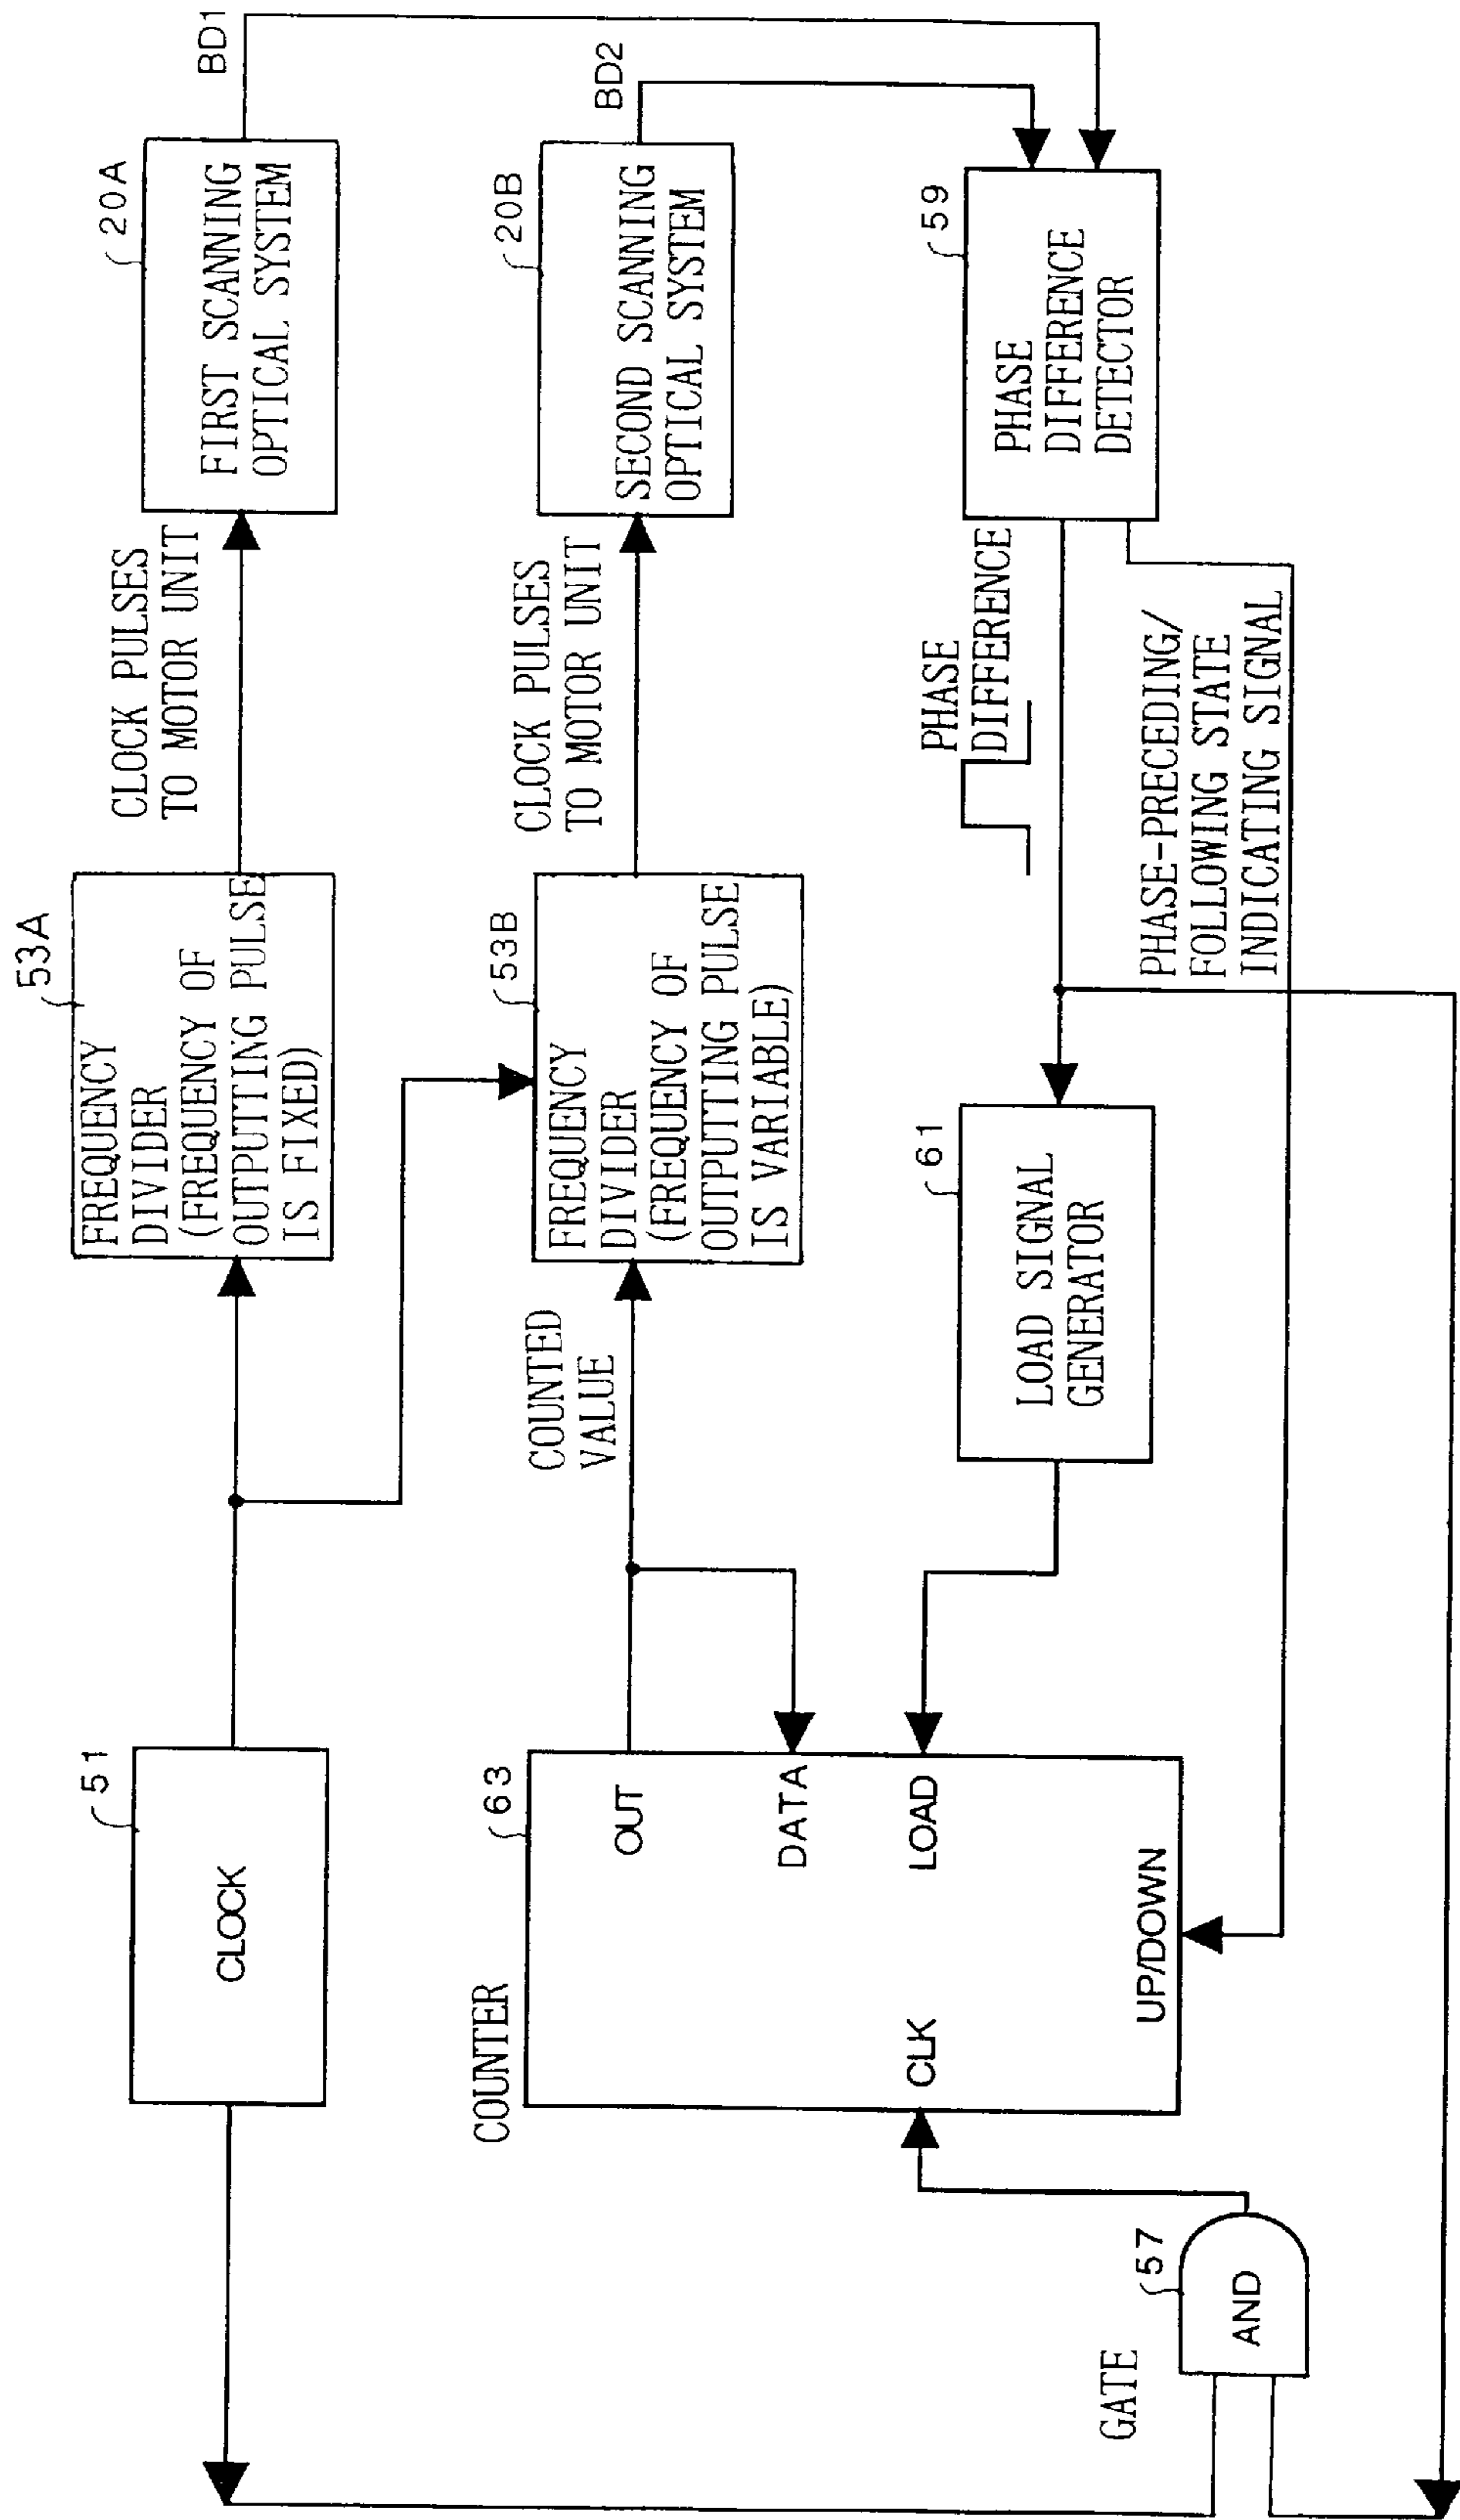 51
CLOCK
53A
FREQUENCY
DIVIDER
(FREQUENCY OF
OUTPUTING PULSE
IS FIXED)
CLOCK PULSES
TO MOTOR UNIT
20A
FIRST SCANNING
OPTICAL SYSTEM
BD1
COUNTER
63
OUT
DATA
LOAD
CLK
UP/DOWN
COUNTED
VALUE
53B
FREQUENCY
DIVIDER
(FREQUENCY OF
OUTPUTTING PULSE
IS VARIABLE)
CLOCK PULSES
TO MOTOR UNIT
20B
SECOND SCANNING
OPTICAL SYSTEM
BD2
61
LOAD SIGNAL
GENERATOR
PHASE
DIFFERENCE
59
PHASE
DIFFERENCE
DETECTOR
PHASE-PRECEDING/
FOLLOWING STATE
INDICATING SIGNAL
GATE
57
AND